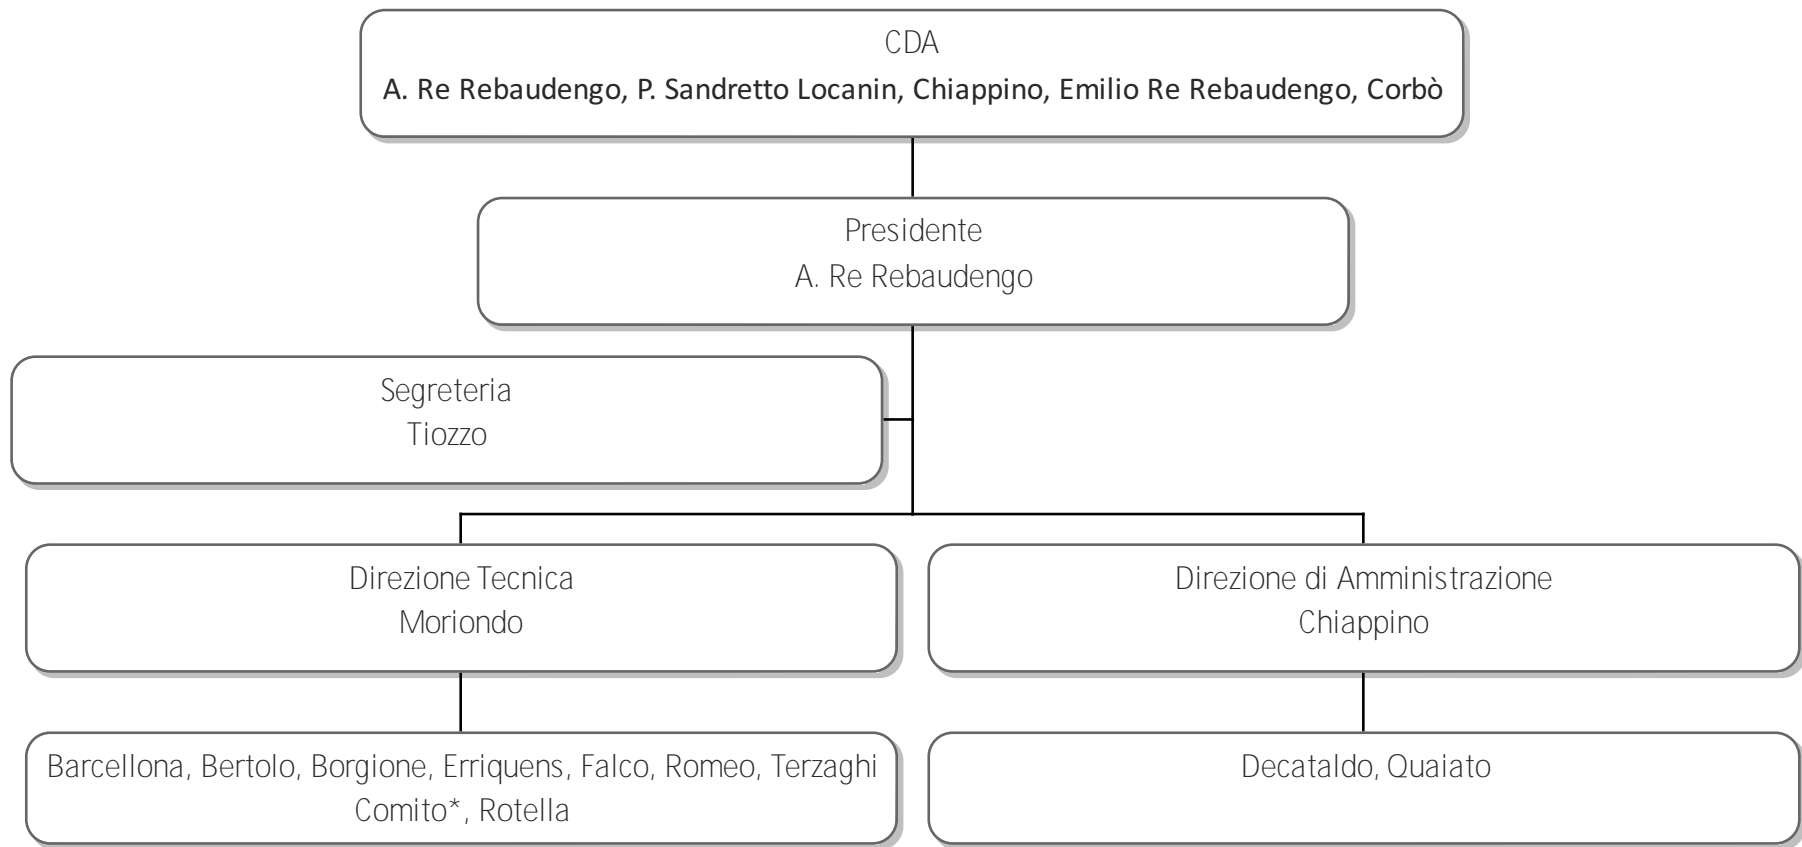 CDA
A. Re Rebaudengo, P. Sandretto Locanin, Chiappino, Emilio Re Rebaudengo, Corbò
Presidente
A. Re Rebaudengo
Segreteria
Tiozzo
Direzione Tecnica
Moriondo
Direzione di Amministrazione
Chiappino
Barcellona, Bertolo, Borgione, Erriquens, Falco, Romeo, Terzaghi
Comito*, Rotella
Decataldo, Quaiato